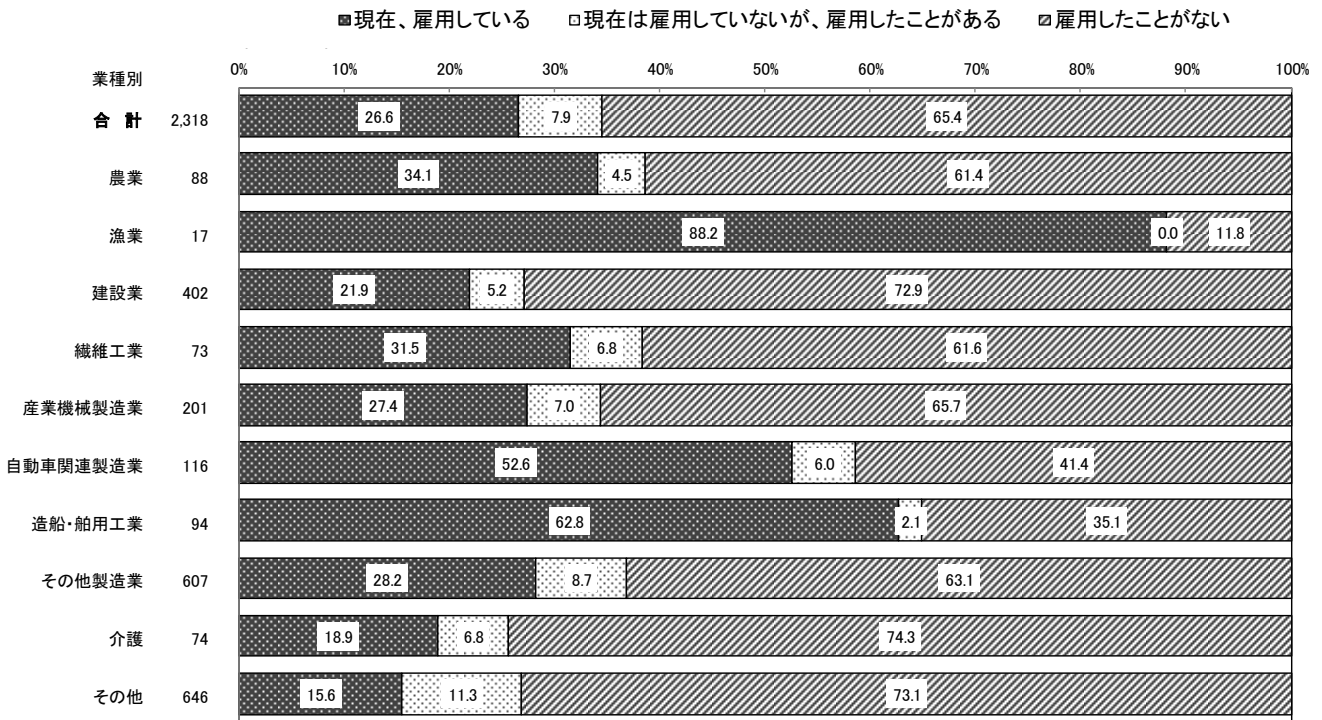 現在、雇用している 現在は雇用していないが、雇用したことがある 雇用したことがない
業種別 0% 10% 20% 30% 40% 50% 60% 70% 80% 90% 100%
合 計 2,318 26.6 7.9 65.4
農業 88 34.1 4.5 61.4
漁業 17 88.2 0.0 11.8
建設業 402 21.9 5.2 72.9
繊維工業 73 31.5 6.8 61.6
産業機械製造業 201 27.4 7.0 65.7
自動車関連製造業 116 52.6 6.0 41.4
造船・舶用工業 94 62.8 2.1 35.1
その他製造業 607 28.2 8.7 63.1
介護 74 18.9 6.8 74.3
その他 646 15.6 11.3 73.1